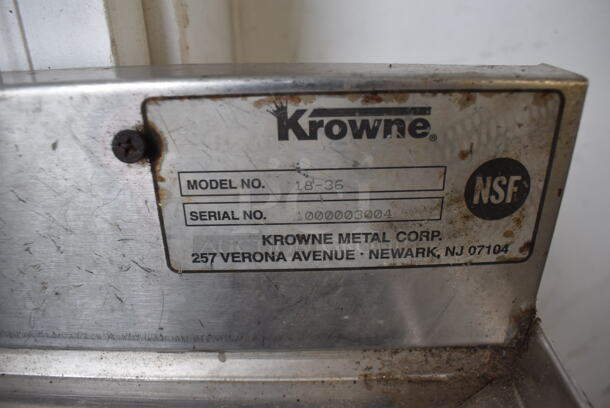 Krowne®
MODEL NO. 18-36
SERIAL NO. 1000003004
NSF
KROWNE METAL CORP.
257 VERONA AVENUE · NEWARK, NJ 07104